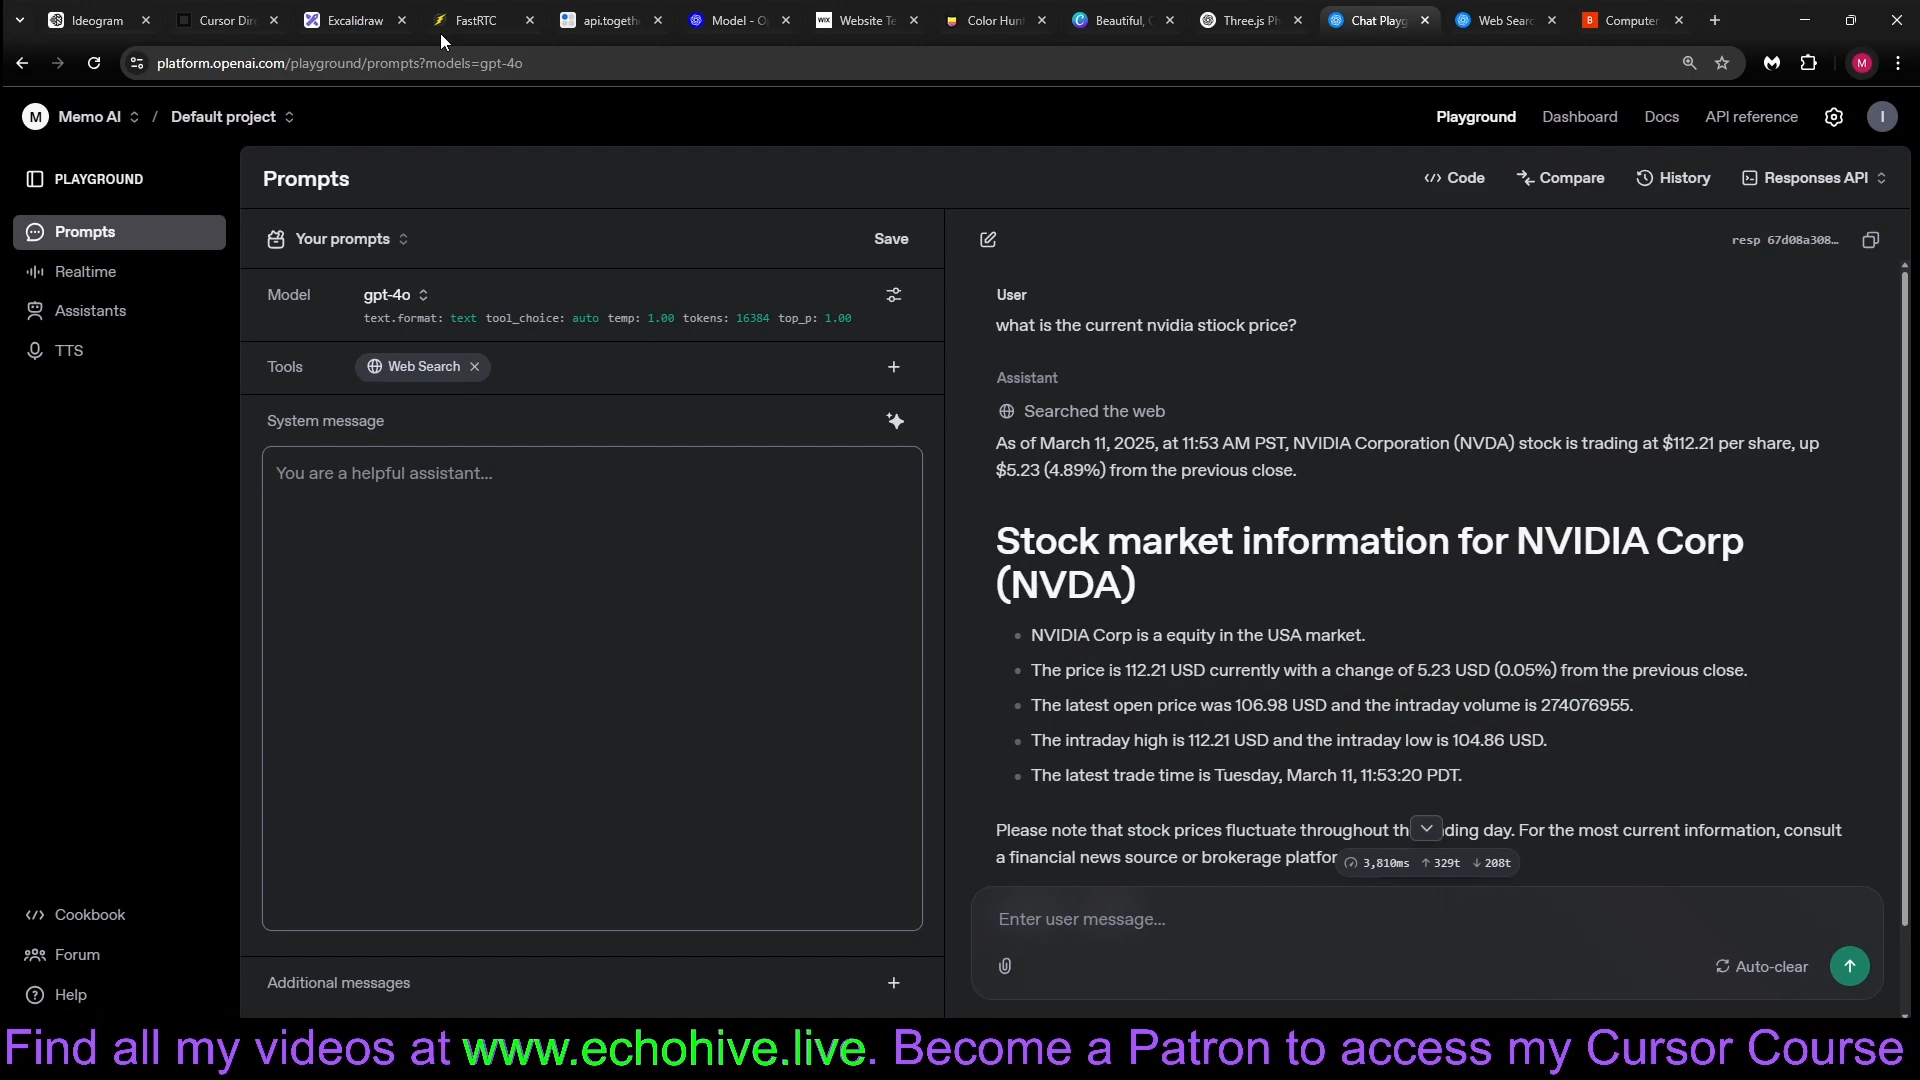 Ideogram
Cursor Dir
Excalidraw
FastRTC
api.togeth
Model - O
WiX
Website Te
Color Hun
Beautiful, C
Three.js Ph
Chat Playg
Web Searc
B
Computer
platform.openai.com/playground/prompts?models=gpt-4o
M
M Memo AI / Default project
Playground Dashboard Docs API reference I
PLAYGROUND
Prompts
Realtime
Assistants
TTS
Cookbook
Forum
Help
Prompts
Code Compare History Responses API
Your prompts Save
Model gpt-4o
text.format: text tool_choice: auto temp: 1.00 tokens: 16384 top_p: 1.00
Tools Web Search
System message
You are a helpful assistant...
Additional messages
resp 67d08a308…
User
what is the current nvidia stiock price?
Assistant
Searched the web
As of March 11, 2025, at 11:53 AM PST, NVIDIA Corporation (NVDA) stock is trading at $112.21 per share, up
$5.23 (4.89%) from the previous close.
Stock market information for NVIDIA Corp
(NVDA)
NVIDIA Corp is a equity in the USA market.
The price is 112.21 USD currently with a change of 5.23 USD (0.05%) from the previous close.
The latest open price was 106.98 USD and the intraday volume is 274076955.
The intraday high is 112.21 USD and the intraday low is 104.86 USD.
The latest trade time is Tuesday, March 11, 11:53:20 PDT.
Please note that stock prices fluctuate throughout th ding day. For the most current information, consult
a financial news source or brokerage platfor
3,810ms ↑ 329t ↓ 208t
Enter user message...
Auto-clear
Find all my videos at www.echohive.live. Become a Patron to access my Cursor Course